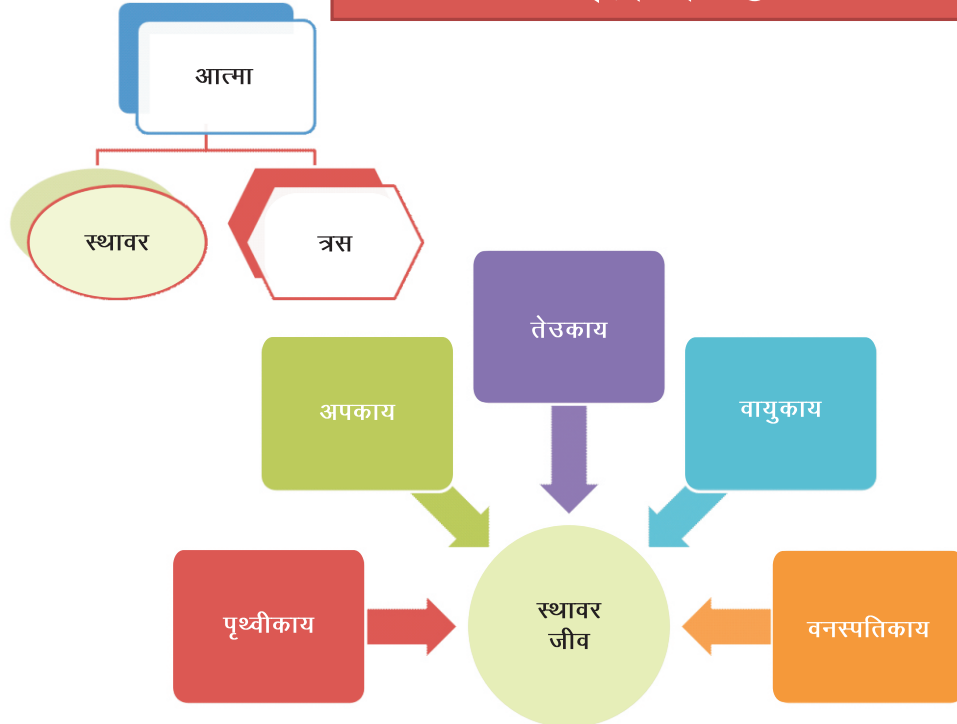 आत्मा
स्थावर
त्रस
तेउकाय
अपकाय
वायुकाय
पृथ्वीकाय
स्थावर
जीव
वनस्पतिकाय